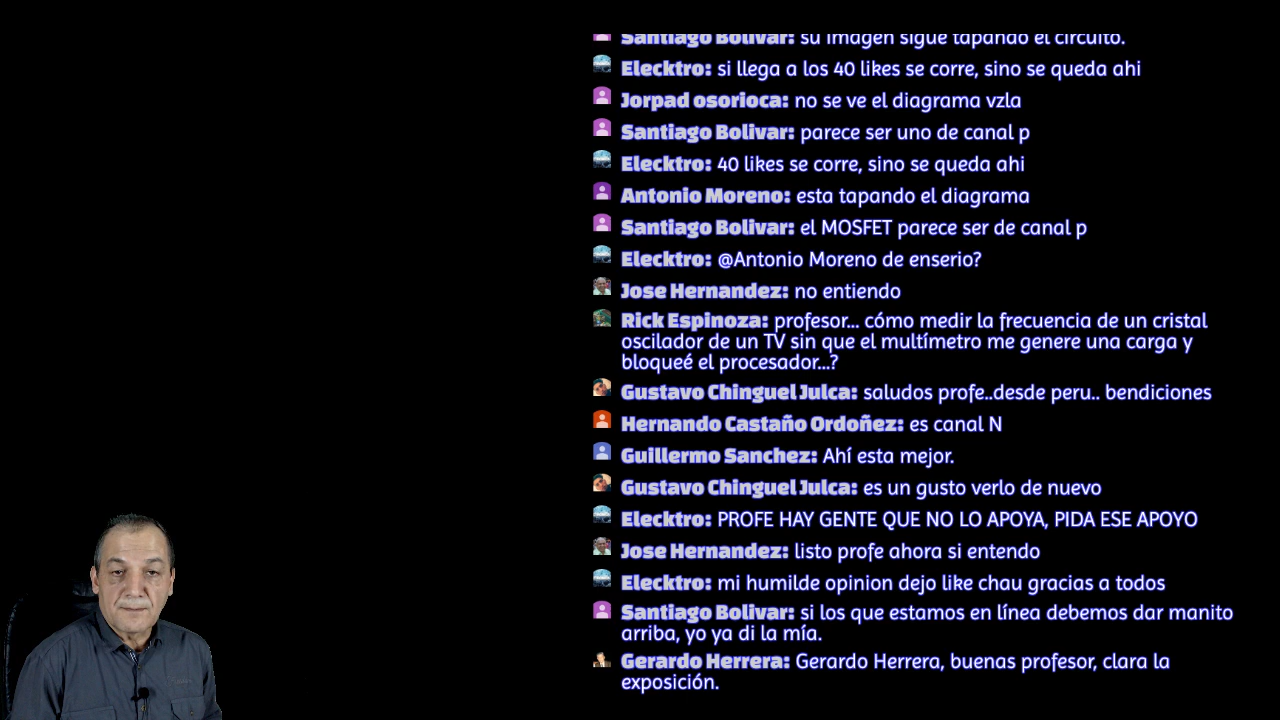 Santiago Bolivar: su imagen sigue tapando el circuito.
Elecktro: si llega a los 40 likes se corre, sino se queda ahi
Jorpad osorioca: no se ve el diagrama vzla
Santiago Bolivar: parece ser uno de canal p
Elecktro: 40 likes se corre, sino se queda ahi
Antonio Moreno: esta tapando el diagrama
Santiago Bolivar: el MOSFET parece ser de canal p
Elecktro: @Antonio Moreno de enserio?
Jose Hernandez: no entiendo
Rick Espinoza: profesor... cómo medir la frecuencia de un cristal
oscilador de un TV sin que el multímetro me genere una carga y
bloqueé el procesador...?
Gustavo Chinguel Julca: saludos profe..desde peru.. bendiciones
Hernando Castaño Ordoñez: es canal N
Guillermo Sanchez: Ahí esta mejor.
Gustavo Chinguel Julca: es un gusto verlo de nuevo
Elecktro: PROFE HAY GENTE QUE NO LO APOYA, PIDA ESE APOYO
Jose Hernandez: listo profe ahora si entendo
Elecktro: mi humilde opinion dejo like chau gracias a todos
Santiago Bolivar: si los que estamos en línea debemos dar manito
arriba, yo ya di la mía.
Gerardo Herrera: Gerardo Herrera, buenas profesor, clara la
exposición.